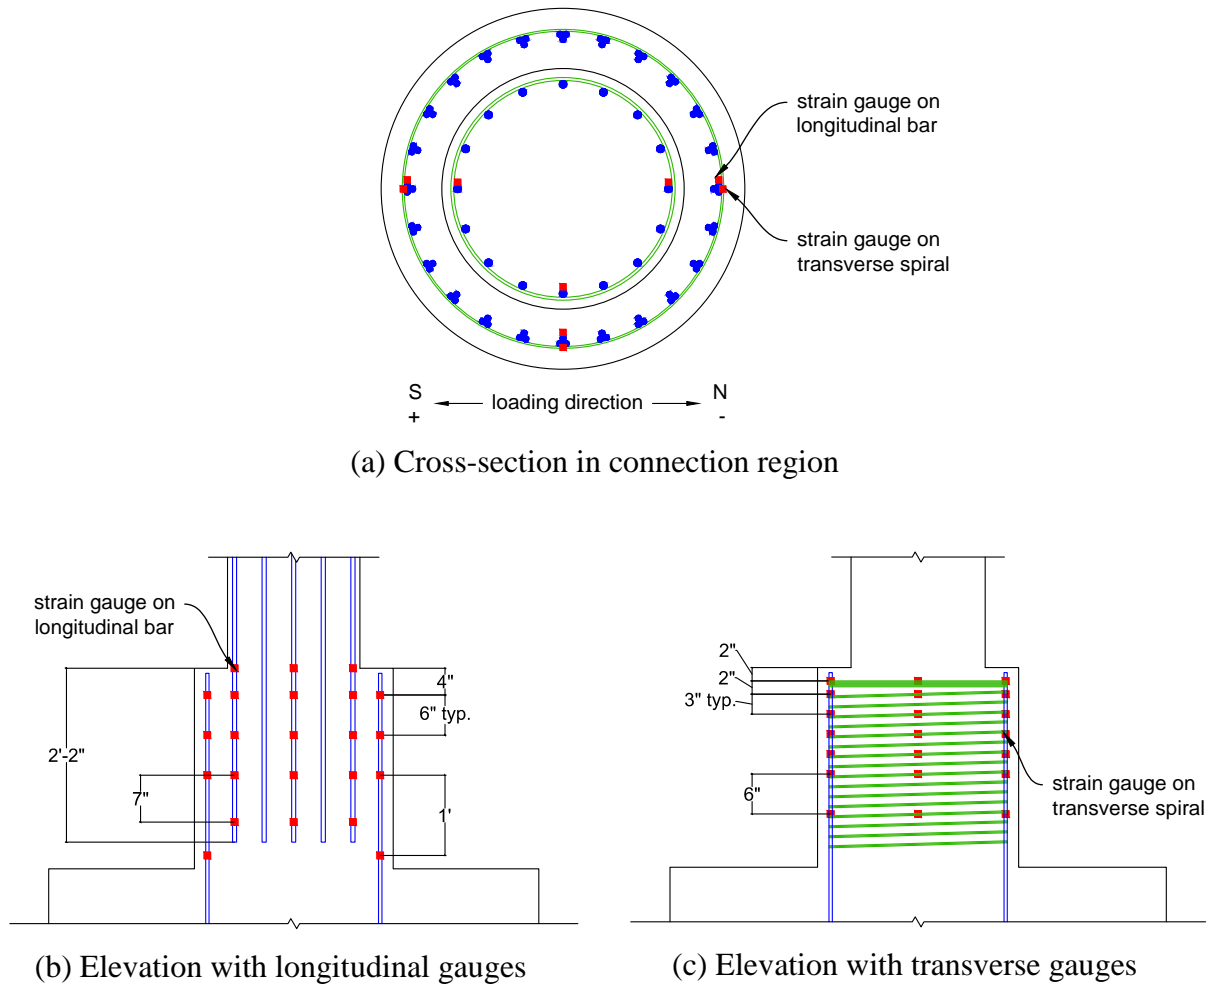 strain gauge on
longitudinal bar
strain gauge on
transverse spiral
S
N
loading direction
+
-
(a) Cross-section in connection region
strain gauge on
longitudinal bar
4"
6" typ.
2'-2"
7"
1'
2"
2"
3" typ.
6"
strain gauge on
transverse spiral
(b) Elevation with longitudinal gauges
(c) Elevation with transverse gauges